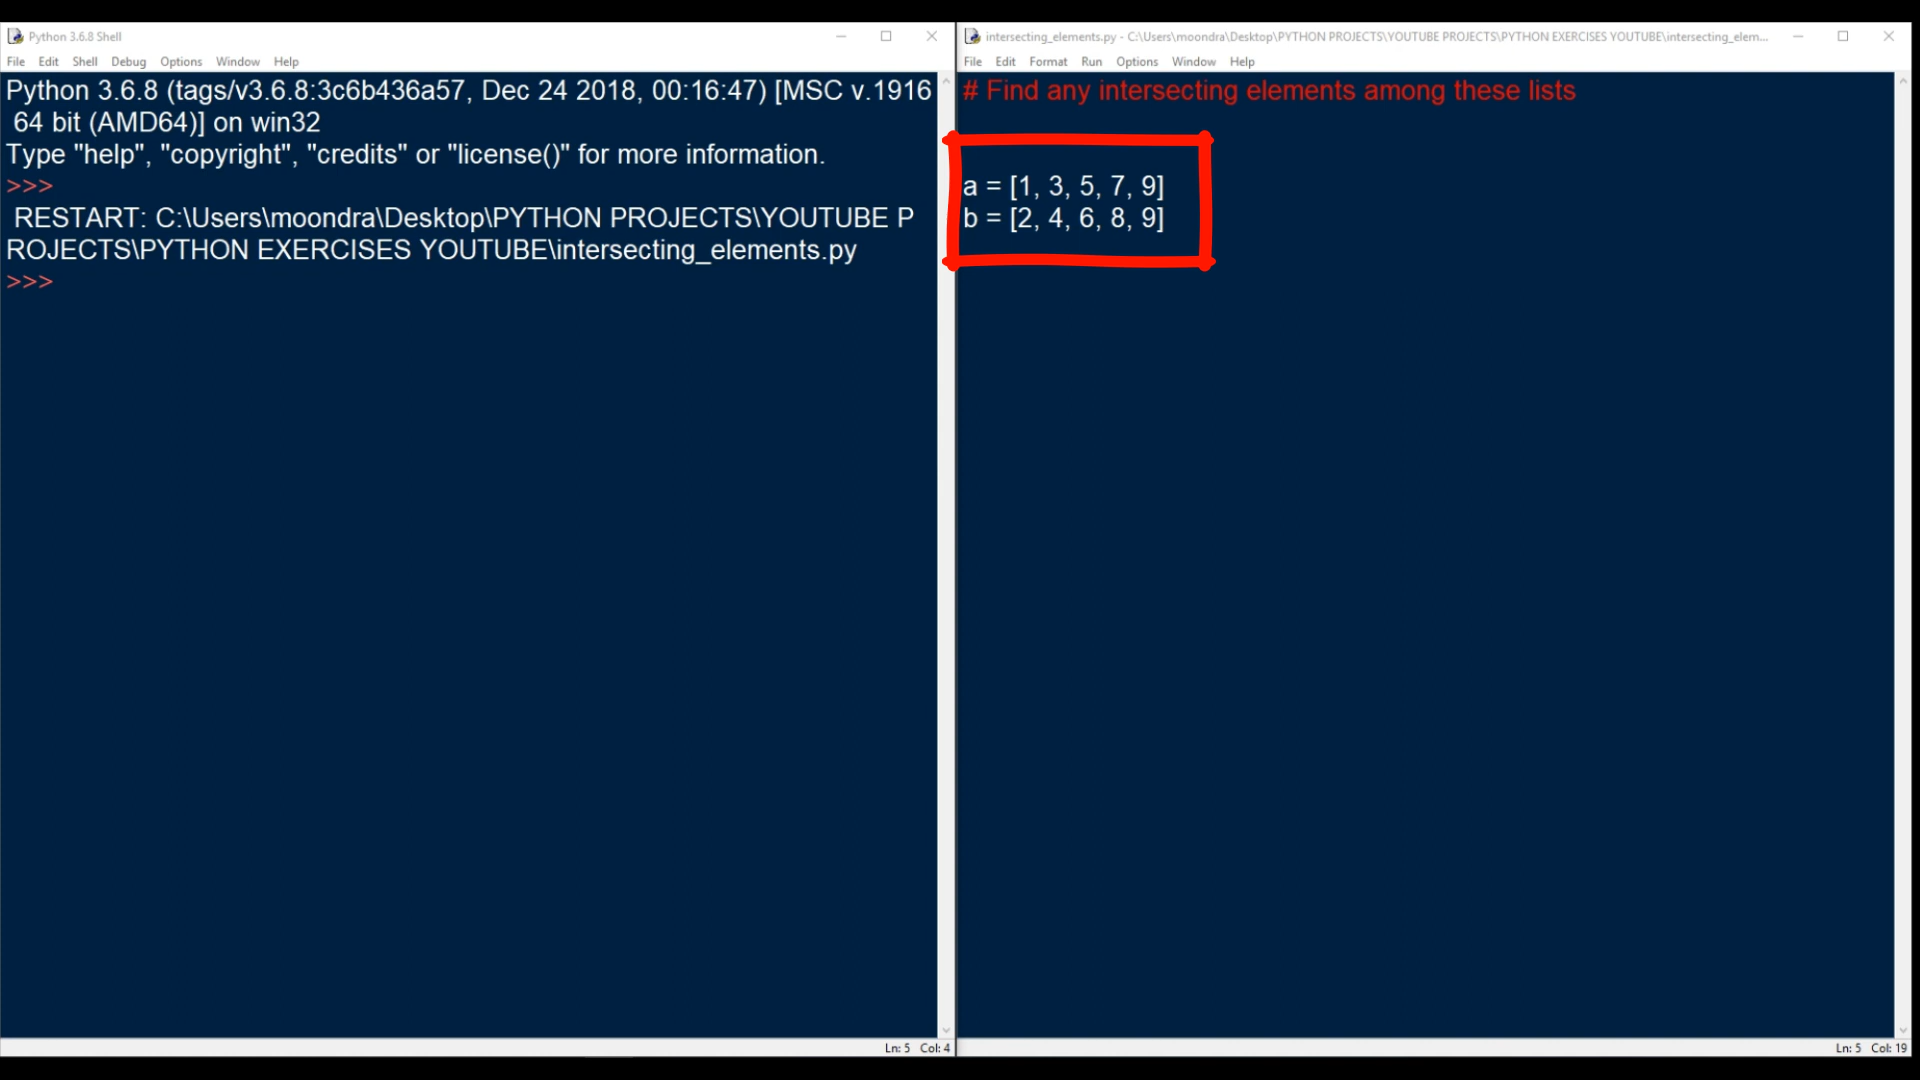 Python 3.6.8 Shell
File Edit Shell Debug Options Window Help
Python 3.6.8 (tags/v3.6.8:3c6b436a57, Dec 24 2018, 00:16:47) [MSC v.1916
64 bit (AMD64)] on win32
Type "help", "copyright", "credits" or "license()" for more information.
>>>
RESTART: C:\Users\moondra\Desktop\PYTHON PROJECTS\YOUTUBE P
ROJECTS\PYTHON EXERCISES YOUTUBE\intersecting_elements.py
>>>
Ln: 5 Col: 4
intersecting_elements.py - C:\Users\moondra\Desktop\PYTHON PROJECTS\YOUTUBE PROJECTS\PYTHON EXERCISES YOUTUBE\intersecting_elem...
File Edit Format Run Options Window Help
# Find any intersecting elements among these lists
a = [1, 3, 5, 7, 9]
b = [2, 4, 6, 8, 9]
Ln: 5 Col: 19